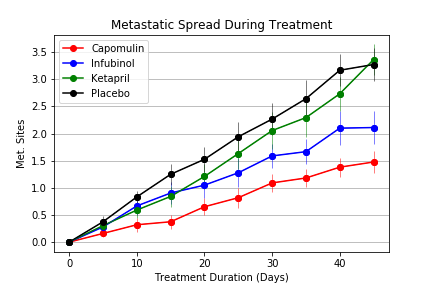 Metastatic Spread During Treatment
Capomulin
Infubinol
Ketapril
Placebo
Met. Sites
3.5
3.0
2.5
2.0
1.5
1.0
0.5
0.0
0 10 20 30 40
Treatment Duration (Days)